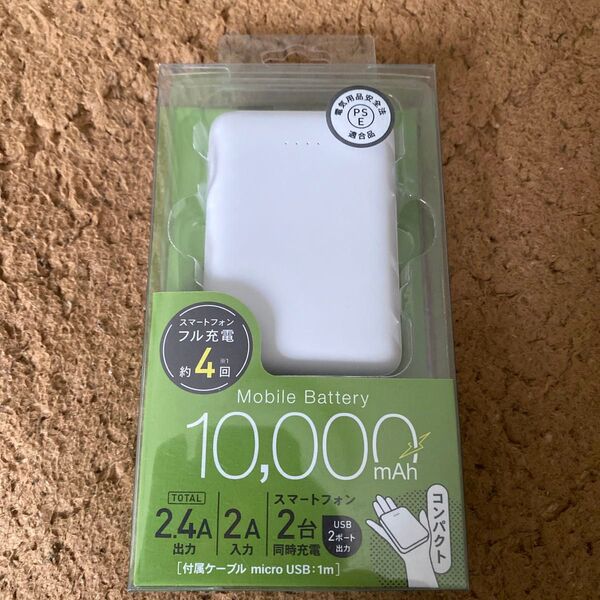 電気用品安全法
PS
E
適合品
スマートフォン
フル充電
約4回※1
Mobile Battery
10,000mAh
TOTAL
2.4A
出力
2A
入力
スマートフォン
2台
同時充電
USB
2ポート
出力
コンパクト
[付属ケーブル micro USB:1m]